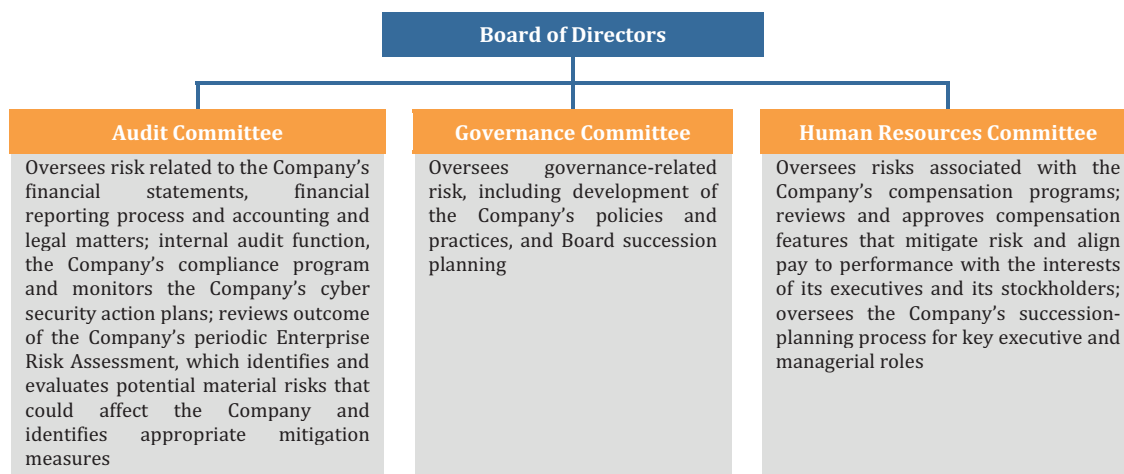 Board of Directors
Audit Committee
Oversees risk related to the Company's
financial statements, financial
reporting process and accounting and
legal matters; internal audit function,
the Company's compliance program
and monitors the Company's cyber
security action plans; reviews outcome
of the Company's periodic Enterprise
Risk Assessment, which identifies and
evaluates potential material risks that
could affect the Company and
identifies appropriate mitigation
measures
Governance Committee
Oversees governance-related
risk, including development of
the Company's policies and
practices, and Board succession
planning
Human Resources Committee
Oversees risks associated with the
Company's compensation programs;
reviews and approves compensation
features that mitigate risk and align
pay to performance with the interests
of its executives and its stockholders;
oversees the Company's succession-
planning process for key executive and
managerial roles